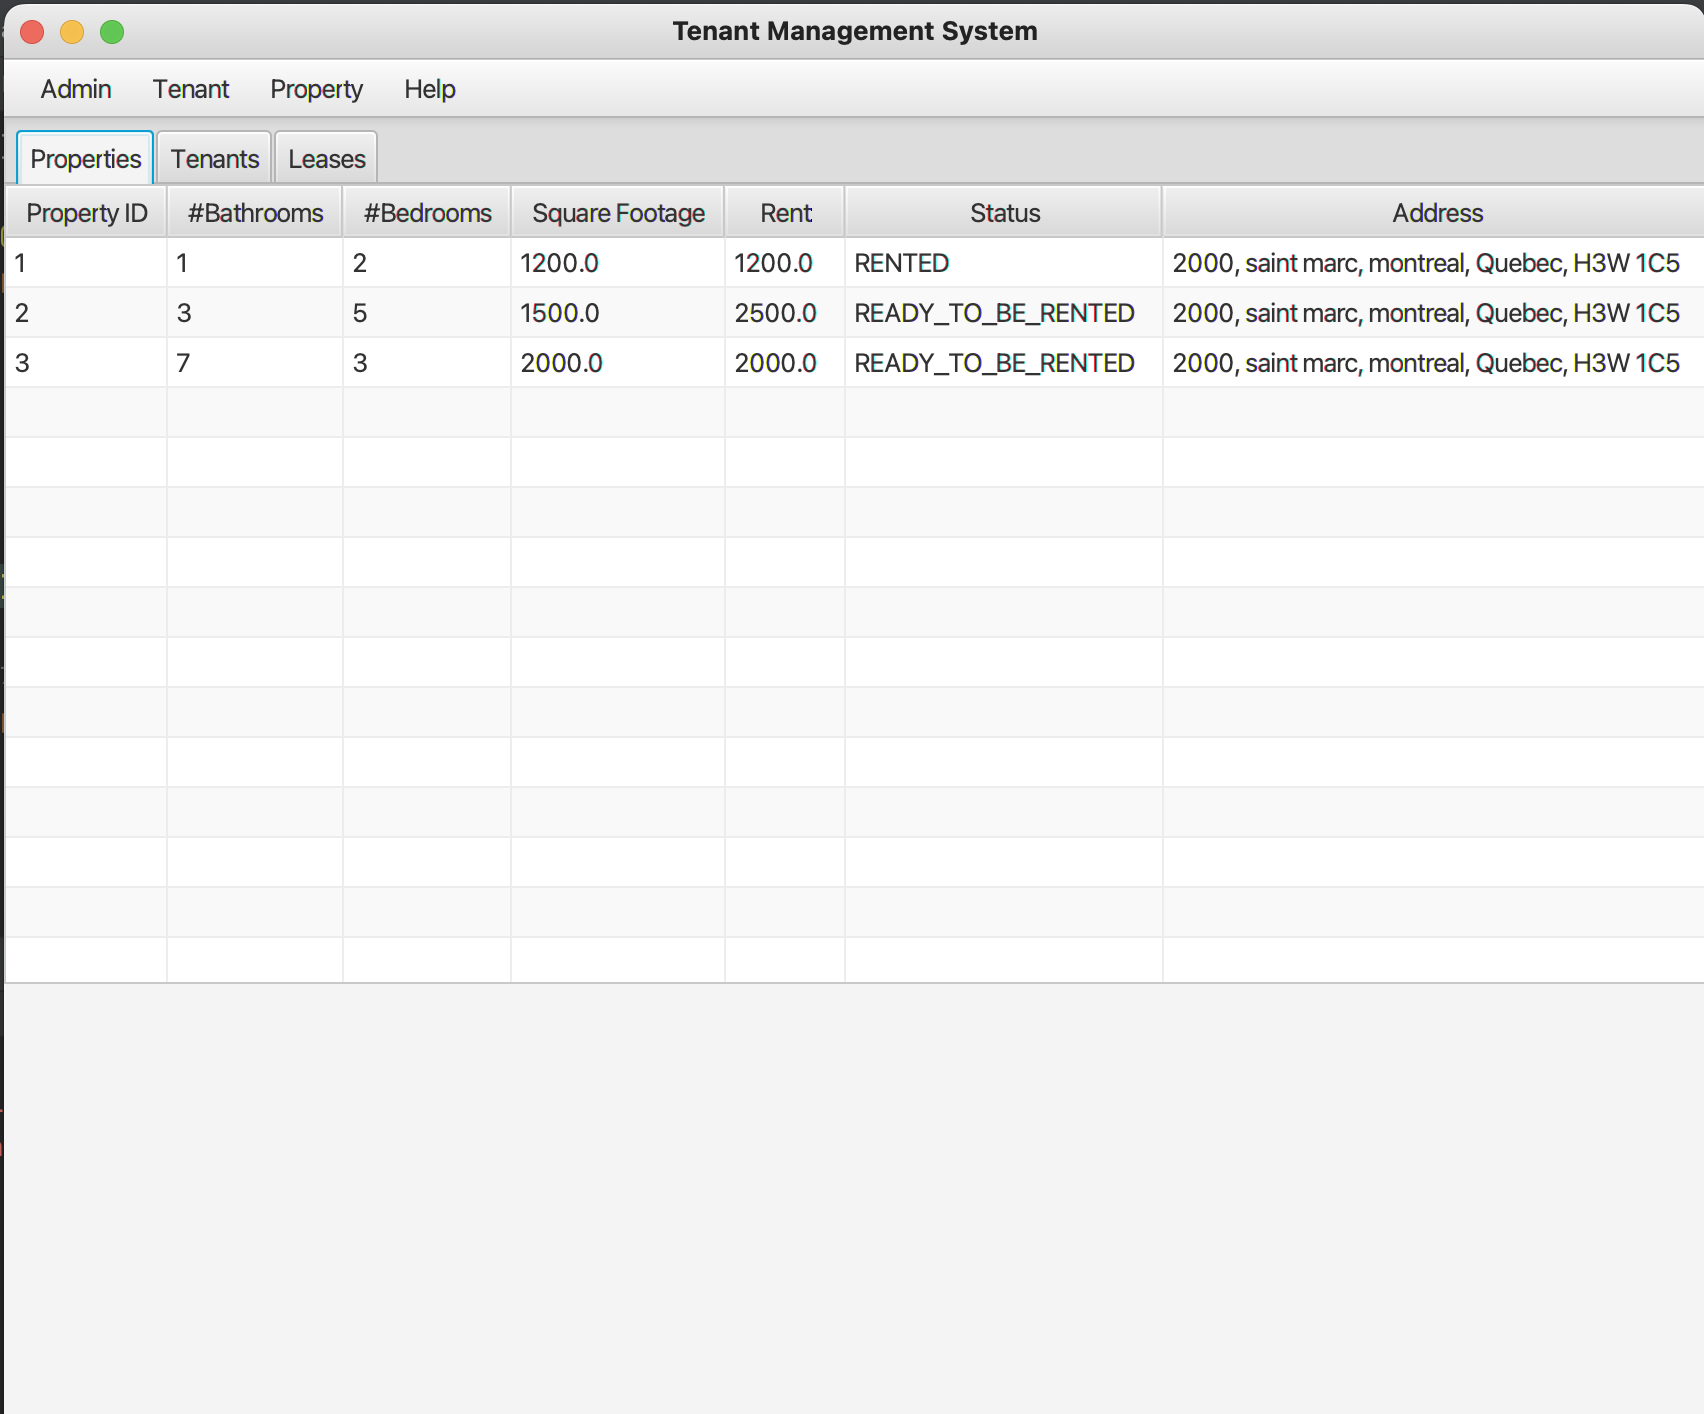 Tenant Management System
Admin Tenant Property Help
Properties Tenants Leases
Property ID #Bathrooms #Bedrooms Square Footage Rent Status Address
1 1 2 1200.0 1200.0 RENTED 2000, saint marc, montreal, Quebec, H3W 1C5
2 3 5 1500.0 2500.0 READY_TO_BE_RENTED 2000, saint marc, montreal, Quebec, H3W 1C5
3 7 3 2000.0 2000.0 READY_TO_BE_RENTED 2000, saint marc, montreal, Quebec, H3W 1C5